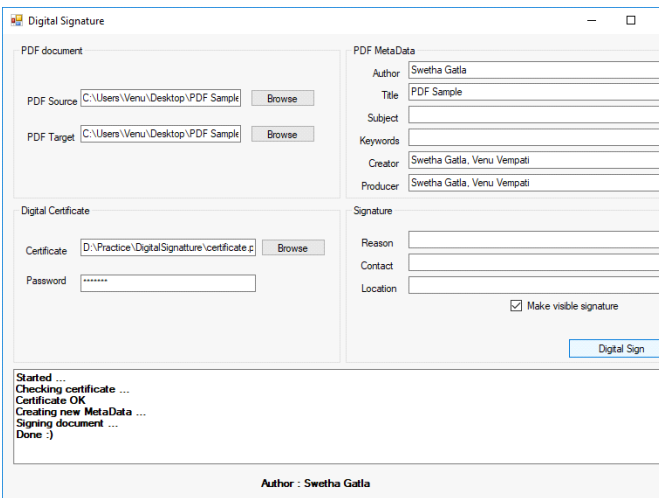 Digital Signature
PDF document
PDF Source C:\Users\Venu\Desktop\PDF Sample Browse
PDF Target C:\Users\Venu\Desktop\PDF Sample Browse
PDF MetaData
Author Swetha Gatla
Title PDF Sample
Subject
Keywords
Creator Swetha Gatla, Venu Vempati
Producer Swetha Gatla, Venu Vempati
Digital Certificate
Certificate D:\Practice\DigitalSignatture\certificate.p Browse
Password *******
Signature
Reason
Contact
Location
Make visible signature
Digital Sign
Started ...
Checking certificate ...
Certificate OK
Creating new MetaData ...
Signing document ...
Done :)
Author : Swetha Gatla